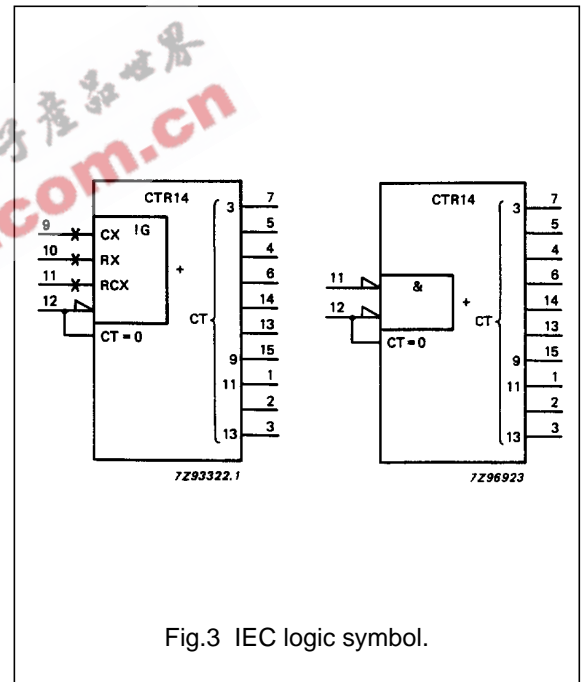 子產品世界
com.cn
CTR14
9 CX !G
10 RX
11 RCX
12
CT=0
+
CT
3 7
5
4
6
14
13
9 15
11 1
2
13 3
7Z93322.1
CTR14
11 &
12
CT=0
+
CT
3 7
5
4
6
14
13
9 15
11 1
2
13 3
7Z96923
Fig.3 IEC logic symbol.